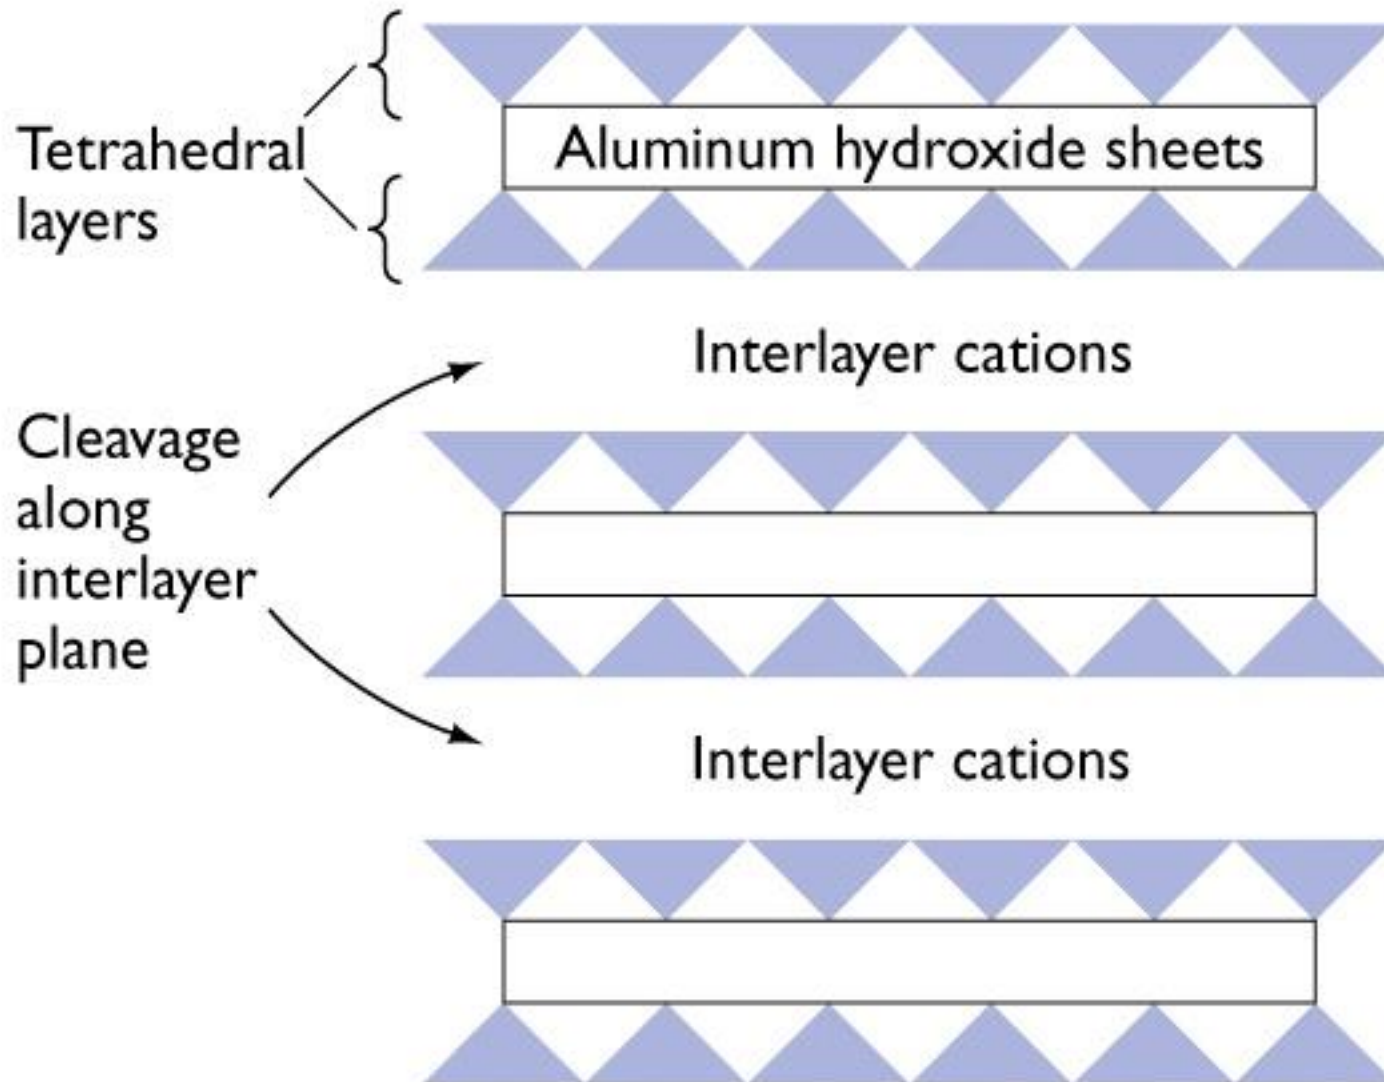 Tetrahedral
layers
Aluminum hydroxide sheets
Interlayer cations
Cleavage
along
interlayer
plane
Interlayer cations